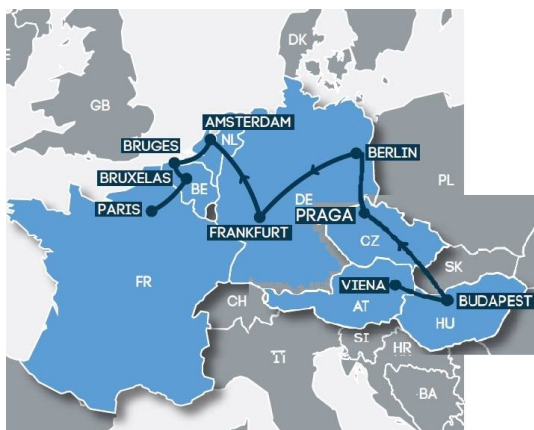 DK
GB
AMSTERDAM
NL
BRUGES
BERLIN
BRUXELAS
BE
PL
DE
PARIS
PRAGA
FRANKFURT
CZ
SK
FR
VIENA
CH
BUDAPEST
AT
HU
SI
HR
IT
BA